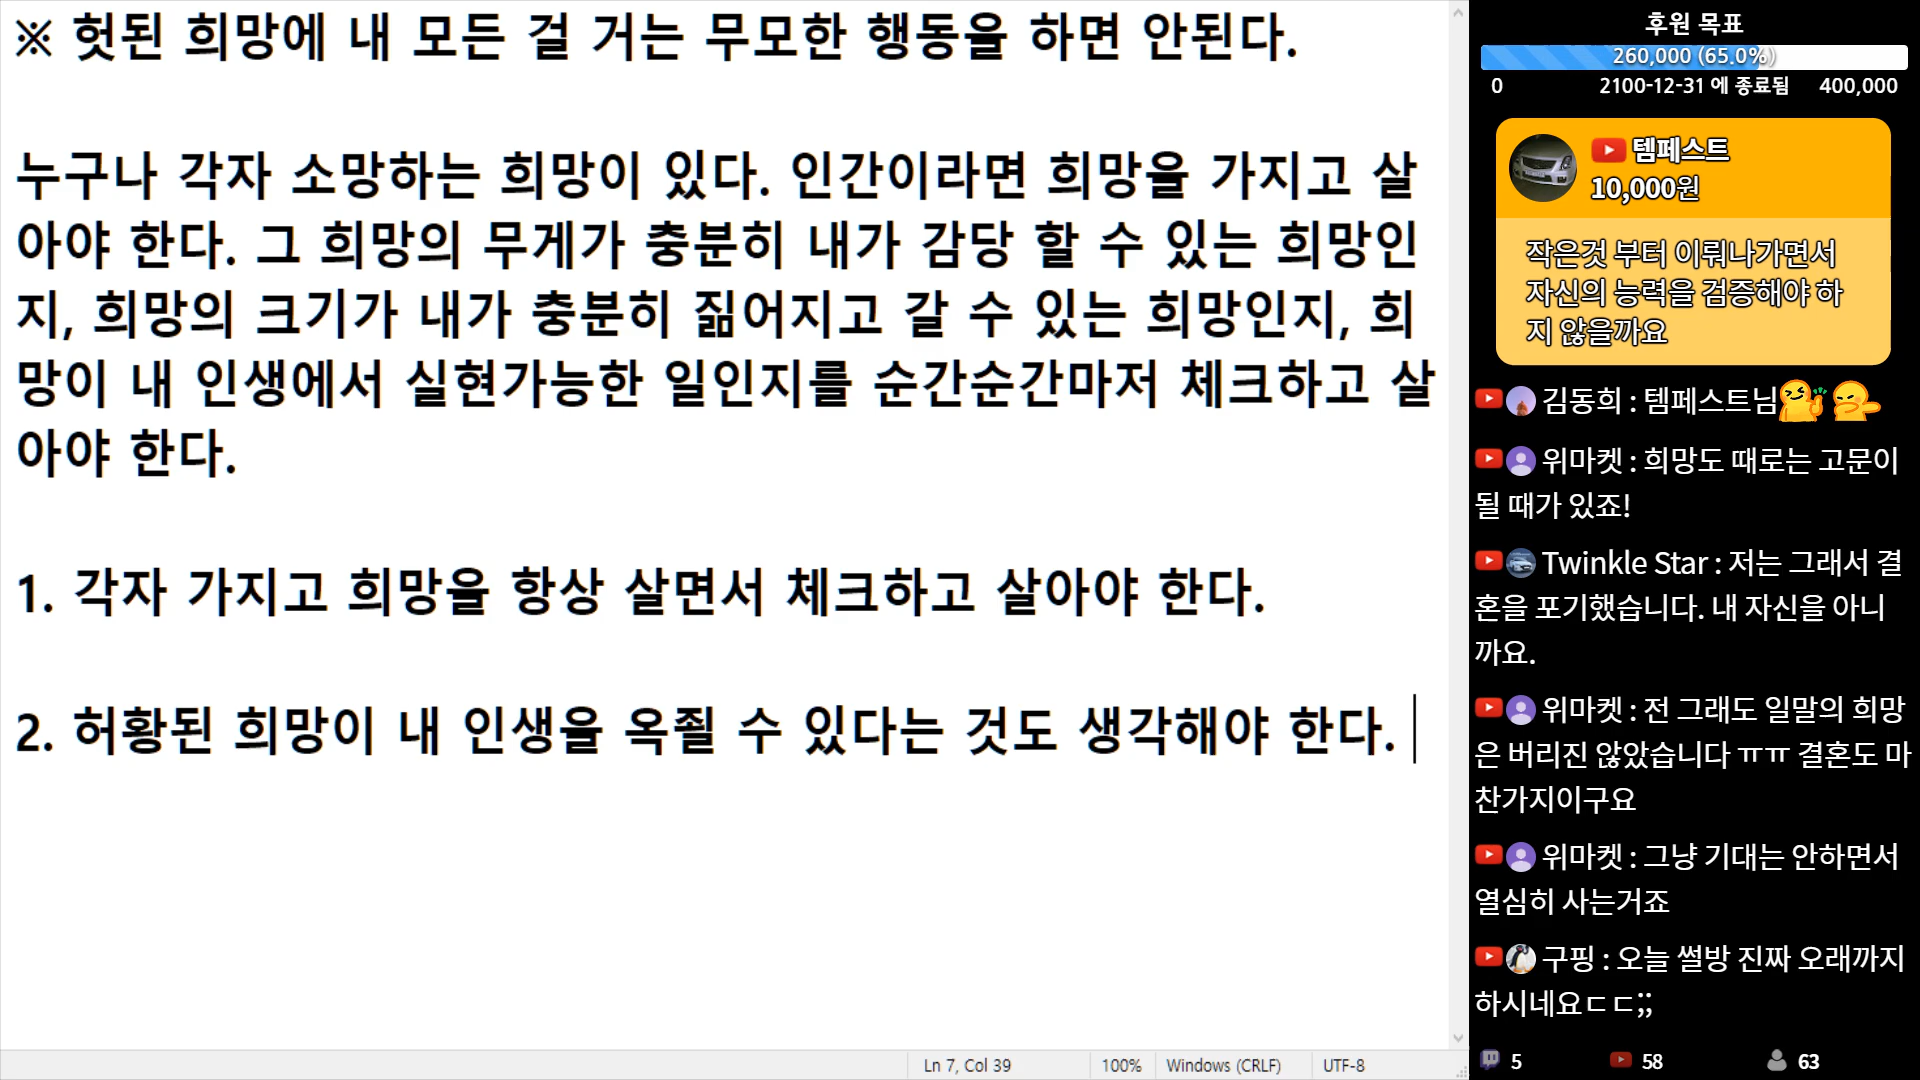 ※ 헛된 희망에 내 모든 걸 거는 무모한 행동을 하면 안된다.
누구나 각자 소망하는 희망이 있다. 인간이라면 희망을 가지고 살
아야 한다. 그 희망의 무게가 충분히 내가 감당 할 수 있는 희망인
지, 희망의 크기가 내가 충분히 짊어지고 갈 수 있는 희망인지, 희
망이 내 인생에서 실현가능한 일인지를 순간순간마저 체크하고 살
아야 한다.
1. 각자 가지고 희망을 항상 살면서 체크하고 살아야 한다.
2. 허황된 희망이 내 인생을 옥죌 수 있다는 것도 생각해야 한다.
Ln 7, Col 39
100%
Windows (CRLF)
UTF-8
후원 목표
260,000 (65.0%)
0
2100-12-31 에 종료됨
400,000
템페스트
10,000원
작은것 부터 이뤄나가면서
자신의 능력을 검증해야 하
지 않을까요
김동희 : 템페스트님
위마켓 : 희망도 때로는 고문이
될 때가 있죠!
Twinkle Star : 저는 그래서 결
혼을 포기했습니다. 내 자신을 아니
까요.
위마켓 : 전 그래도 일말의 희망
은 버리진 않았습니다 ㅠㅠ 결혼도 마
찬가지이구요
위마켓 : 그냥 기대는 안하면서
열심히 사는거죠
구핑 : 오늘 썰방 진짜 오래까지
하시네요ㄷㄷ;;
5
58
63